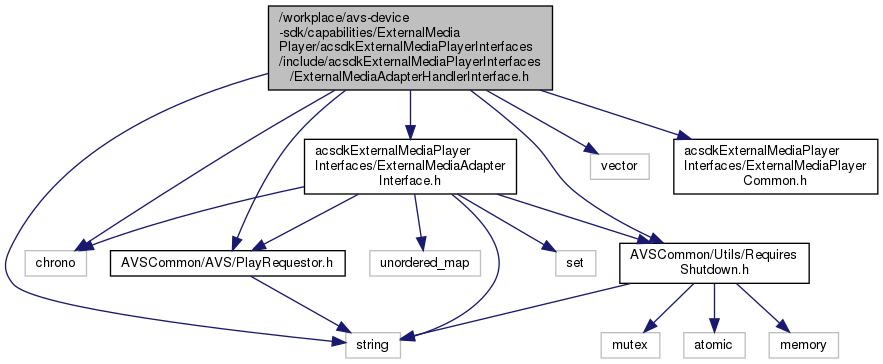 /workplace/avs-device
-sdk/capabilities/ExternalMedia
Player/acsdkExternalMediaPlayerInterfaces
/include/acsdkExternalMediaPlayerInterfaces
/ExternalMediaAdapterHandlerInterface.h
acsdkExternalMediaPlayer
Interfaces/ExternalMediaAdapter
Interface.h
vector
acsdkExternalMediaPlayer
Interfaces/ExternalMediaPlayer
Common.h
chrono
AVSCommon/AVS/PlayRequestor.h
unordered_map
set
AVSCommon/Utils/Requires
Shutdown.h
string
mutex
atomic
memory